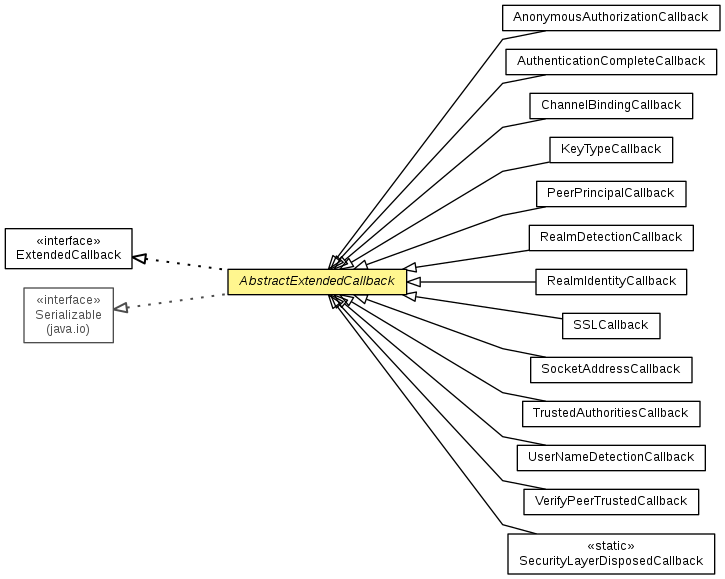 «interface»
ExtendedCallback
«interface»
Serializable
(java.io)
AbstractExtendedCallback
AnonymousAuthorizationCallback
AuthenticationCompleteCallback
ChannelBindingCallback
KeyTypeCallback
PeerPrincipalCallback
RealmDetectionCallback
RealmIdentityCallback
SSLCallback
SocketAddressCallback
TrustedAuthoritiesCallback
UserNameDetectionCallback
VerifyPeerTrustedCallback
«static»
SecurityLayerDisposedCallback